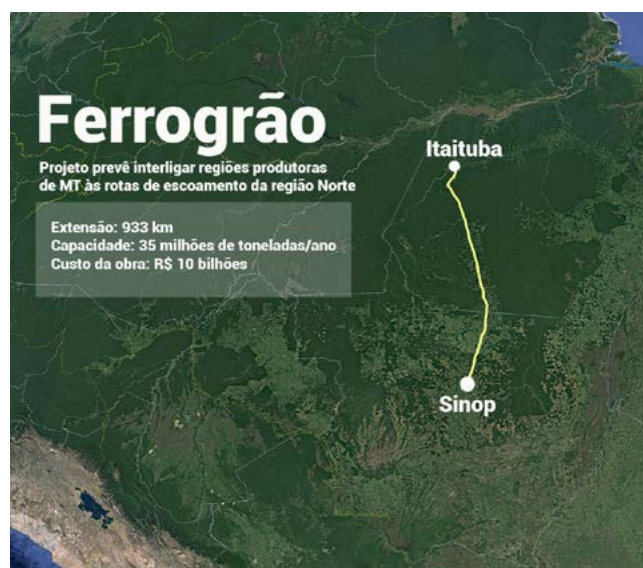 Ferrogrão
Projeto prevê interligar regiões produtoras
de MT às rotas de escoamento da região Norte
Extensão: 933 km
Capacidade: 35 milhões de toneladas/ano
Custo da obra: R$ 10 bilhões
Itaituba
Sinop